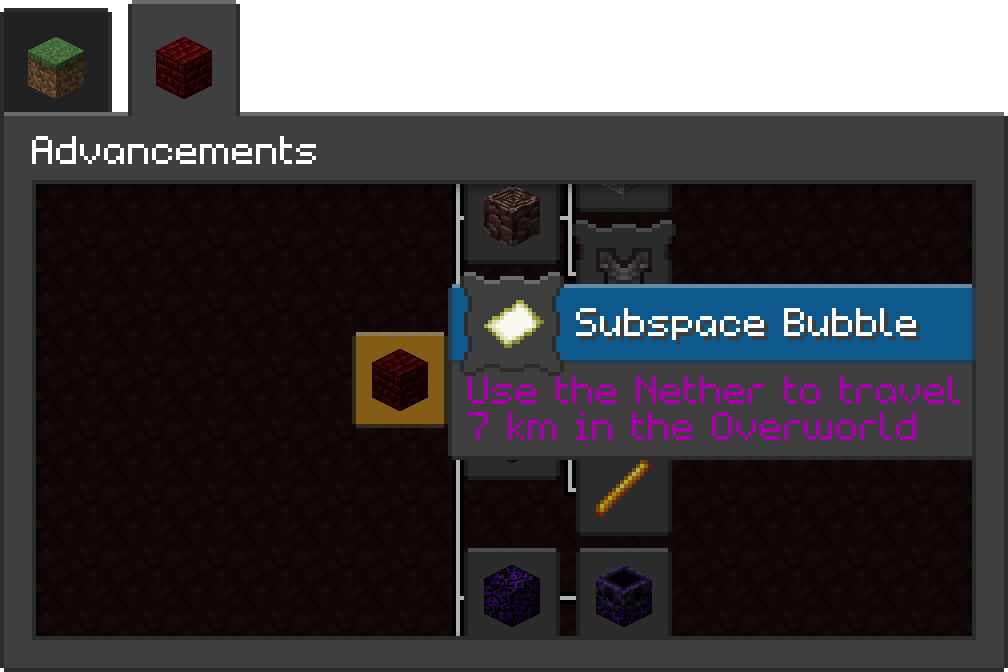 Advancements
Subspace Bubble
Use the Nether to travel
7 km in the Overworld